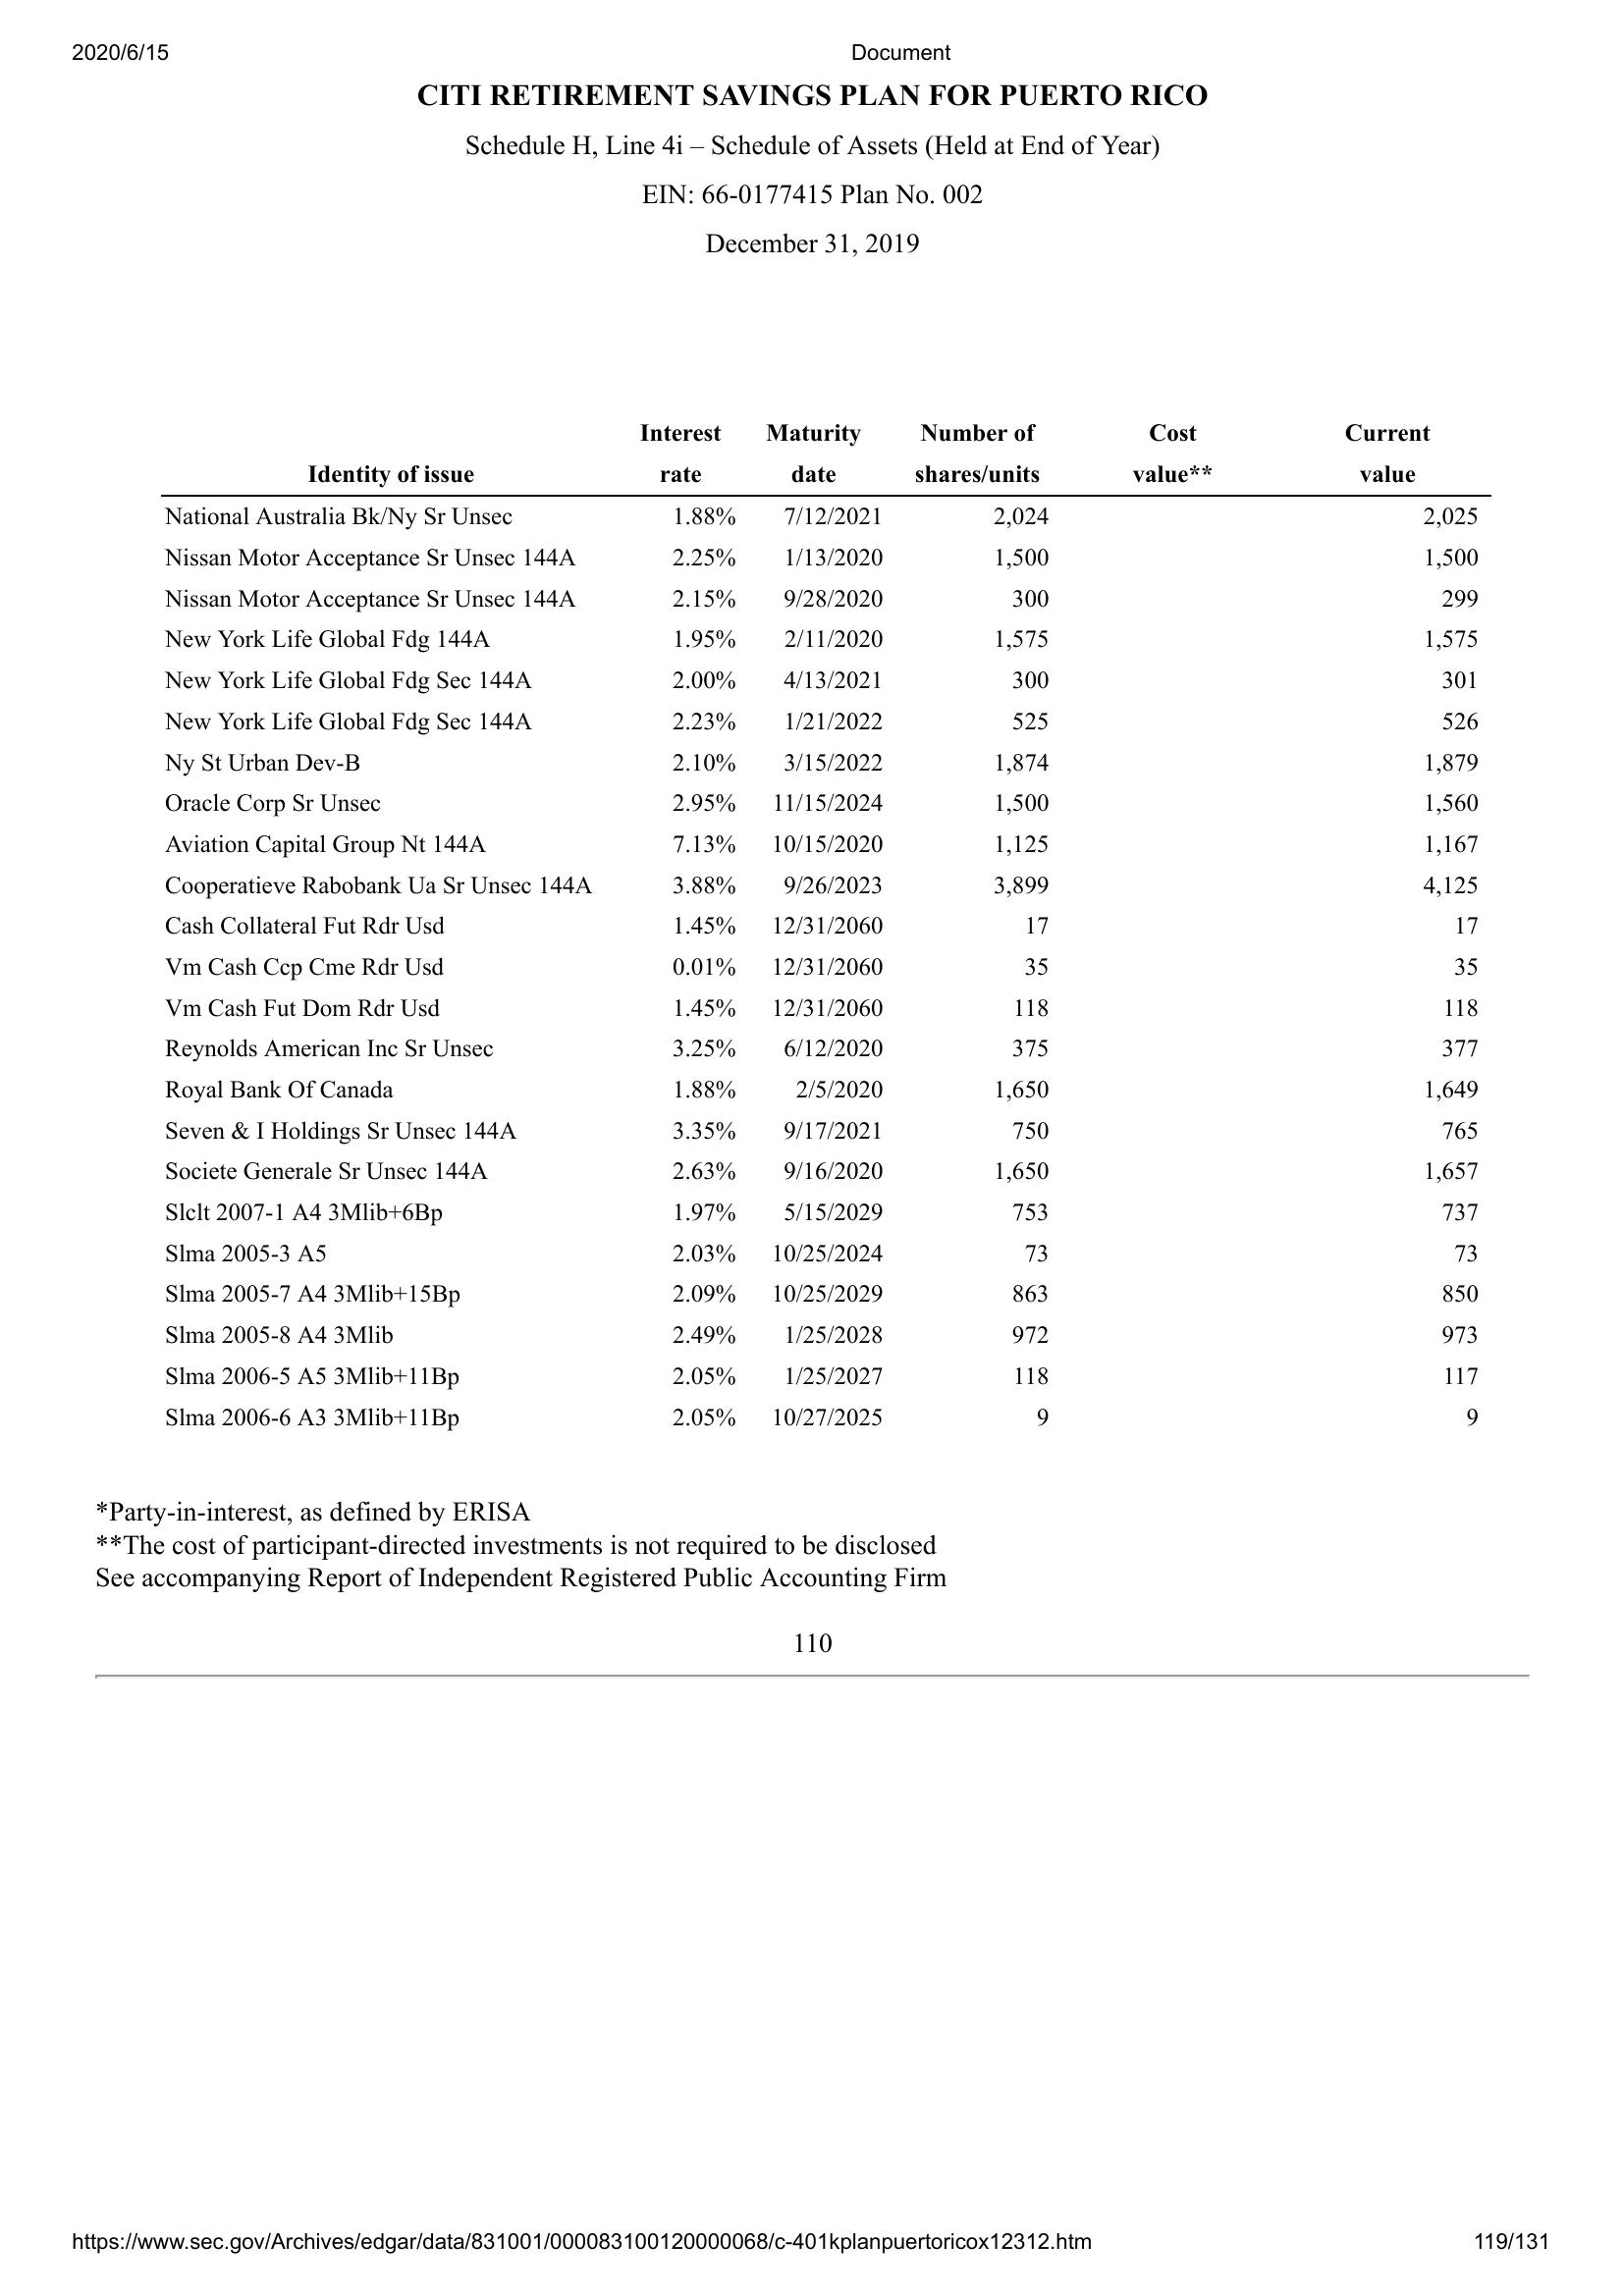 2020/6/15 Document
CITI RETIREMENT SAVINGS PLAN FOR PUERTO RICO
Schedule H, Line 4i – Schedule of Assets (Held at End of Year)
EIN: 66-0177415 Plan No. 002
December 31, 2019
Interest Maturity Number of Cost Current
Identity of issue rate date shares/units value** value
National Australia Bk/Ny Sr Unsec 1.88% 7/12/2021 2,024 2,025
Nissan Motor Acceptance Sr Unsec 144A 2.25% 1/13/2020 1,500 1,500
Nissan Motor Acceptance Sr Unsec 144A 2.15% 9/28/2020 300 299
New York Life Global Fdg 144A 1.95% 2/11/2020 1,575 1,575
New York Life Global Fdg Sec 144A 2.00% 4/13/2021 300 301
New York Life Global Fdg Sec 144A 2.23% 1/21/2022 525 526
Ny St Urban Dev-B 2.10% 3/15/2022 1,874 1,879
Oracle Corp Sr Unsec 2.95% 11/15/2024 1,500 1,560
Aviation Capital Group Nt 144A 7.13% 10/15/2020 1,125 1,167
Cooperatieve Rabobank Ua Sr Unsec 144A 3.88% 9/26/2023 3,899 4,125
Cash Collateral Fut Rdr Usd 1.45% 12/31/2060 17 17
Vm Cash Ccp Cme Rdr Usd 0.01% 12/31/2060 35 35
Vm Cash Fut Dom Rdr Usd 1.45% 12/31/2060 118 118
Reynolds American Inc Sr Unsec 3.25% 6/12/2020 375 377
Royal Bank Of Canada 1.88% 2/5/2020 1,650 1,649
Seven & I Holdings Sr Unsec 144A 3.35% 9/17/2021 750 765
Societe Generale Sr Unsec 144A 2.63% 9/16/2020 1,650 1,657
Slclt 2007-1 A4 3Mlib+6Bp 1.97% 5/15/2029 753 737
Slma 2005-3 A5 2.03% 10/25/2024 73 73
Slma 2005-7 A4 3Mlib+15Bp 2.09% 10/25/2029 863 850
Slma 2005-8 A4 3Mlib 2.49% 1/25/2028 972 973
Slma 2006-5 A5 3Mlib+11Bp 2.05% 1/25/2027 118 117
Slma 2006-6 A3 3Mlib+11Bp 2.05% 10/27/2025 9 9
*Party-in-interest, as defined by ERISA
**The cost of participant-directed investments is not required to be disclosed
See accompanying Report of Independent Registered Public Accounting Firm
110
https://www.sec.gov/Archives/edgar/data/831001/000083100120000068/c-401kplanpuertoricox12312.htm 119/131